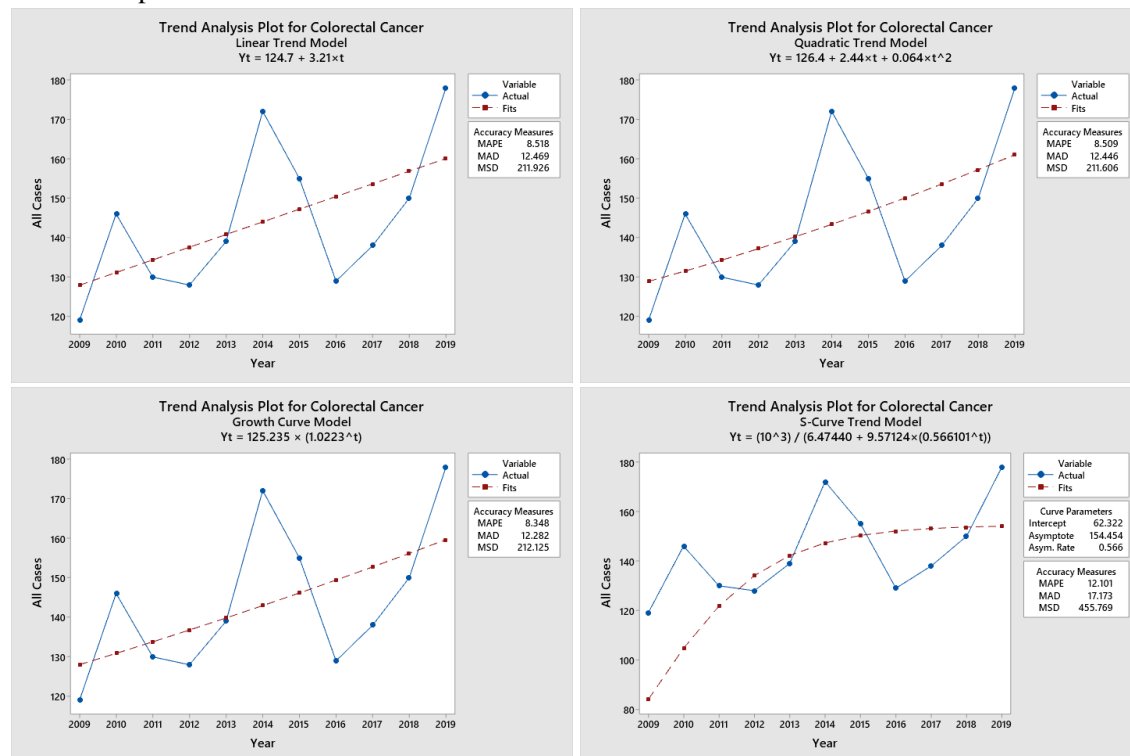 Trend Analysis Plot for Colorectal Cancer
Linear Trend Model
Yt = 124.7 + 3.21×t
Variable
Actual
Fits
Accuracy Measures
MAPE 8.518
MAD 12.469
MSD 211.926
All Cases
180
170
160
150
140
130
120
2009 2010 2011 2012 2013 2014 2015 2016 2017 2018 2019
Year
Trend Analysis Plot for Colorectal Cancer
Quadratic Trend Model
Yt = 126.4 + 2.44×t + 0.064×t^2
Variable
Actual
Fits
Accuracy Measures
MAPE 8.509
MAD 12.446
MSD 211.606
All Cases
180
170
160
150
140
130
120
2009 2010 2011 2012 2013 2014 2015 2016 2017 2018 2019
Year
Trend Analysis Plot for Colorectal Cancer
Growth Curve Model
Yt = 125.235 × (1.0223^t)
Variable
Actual
Fits
Accuracy Measures
MAPE 8.348
MAD 12.282
MSD 212.125
All Cases
180
170
160
150
140
130
120
2009 2010 2011 2012 2013 2014 2015 2016 2017 2018 2019
Year
Trend Analysis Plot for Colorectal Cancer
S-Curve Trend Model
Yt = (10^3) / (6.47440 + 9.57124×(0.566101^t))
Variable
Actual
Fits
Curve Parameters
Intercept 62.322
Asymptote 154.454
Asym. Rate 0.566
Accuracy Measures
MAPE 12.101
MAD 17.173
MSD 455.769
All Cases
180
160
140
120
100
80
2009 2010 2011 2012 2013 2014 2015 2016 2017 2018 2019
Year